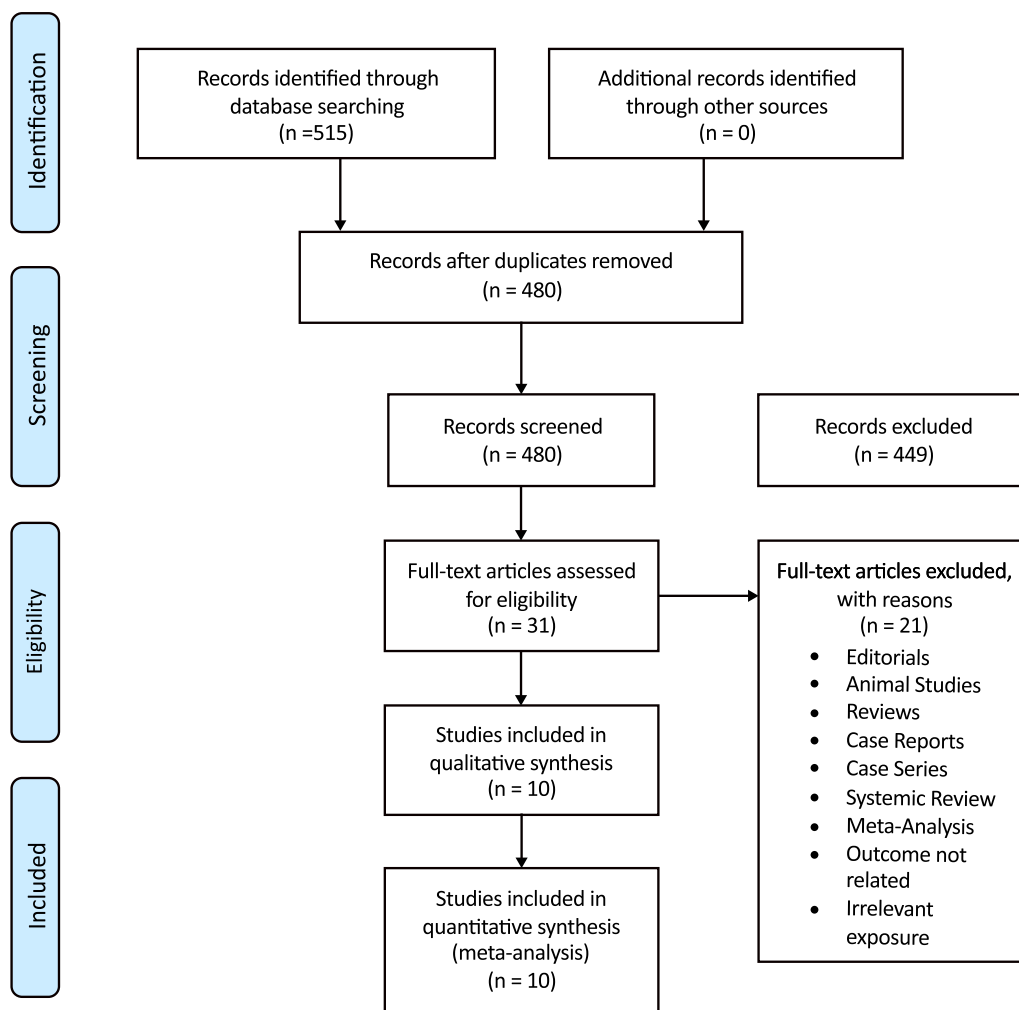 Identification
Records identified through
database searching
(n =515)
Additional records identified
through other sources
(n = 0)
Records after duplicates removed
(n = 480)
Screening
Records screened
(n = 480)
Records excluded
(n = 449)
Eligibility
Full-text articles assessed
for eligibility
(n = 31)
Full-text articles excluded,
with reasons
(n = 21)
• Editorials
• Animal Studies
• Reviews
• Case Reports
• Case Series
• Systemic Review
• Meta-Analysis
• Outcome not
related
• Irrelevant
exposure
Studies included in
qualitative synthesis
(n = 10)
Included
Studies included in
quantitative synthesis
(meta-analysis)
(n = 10)